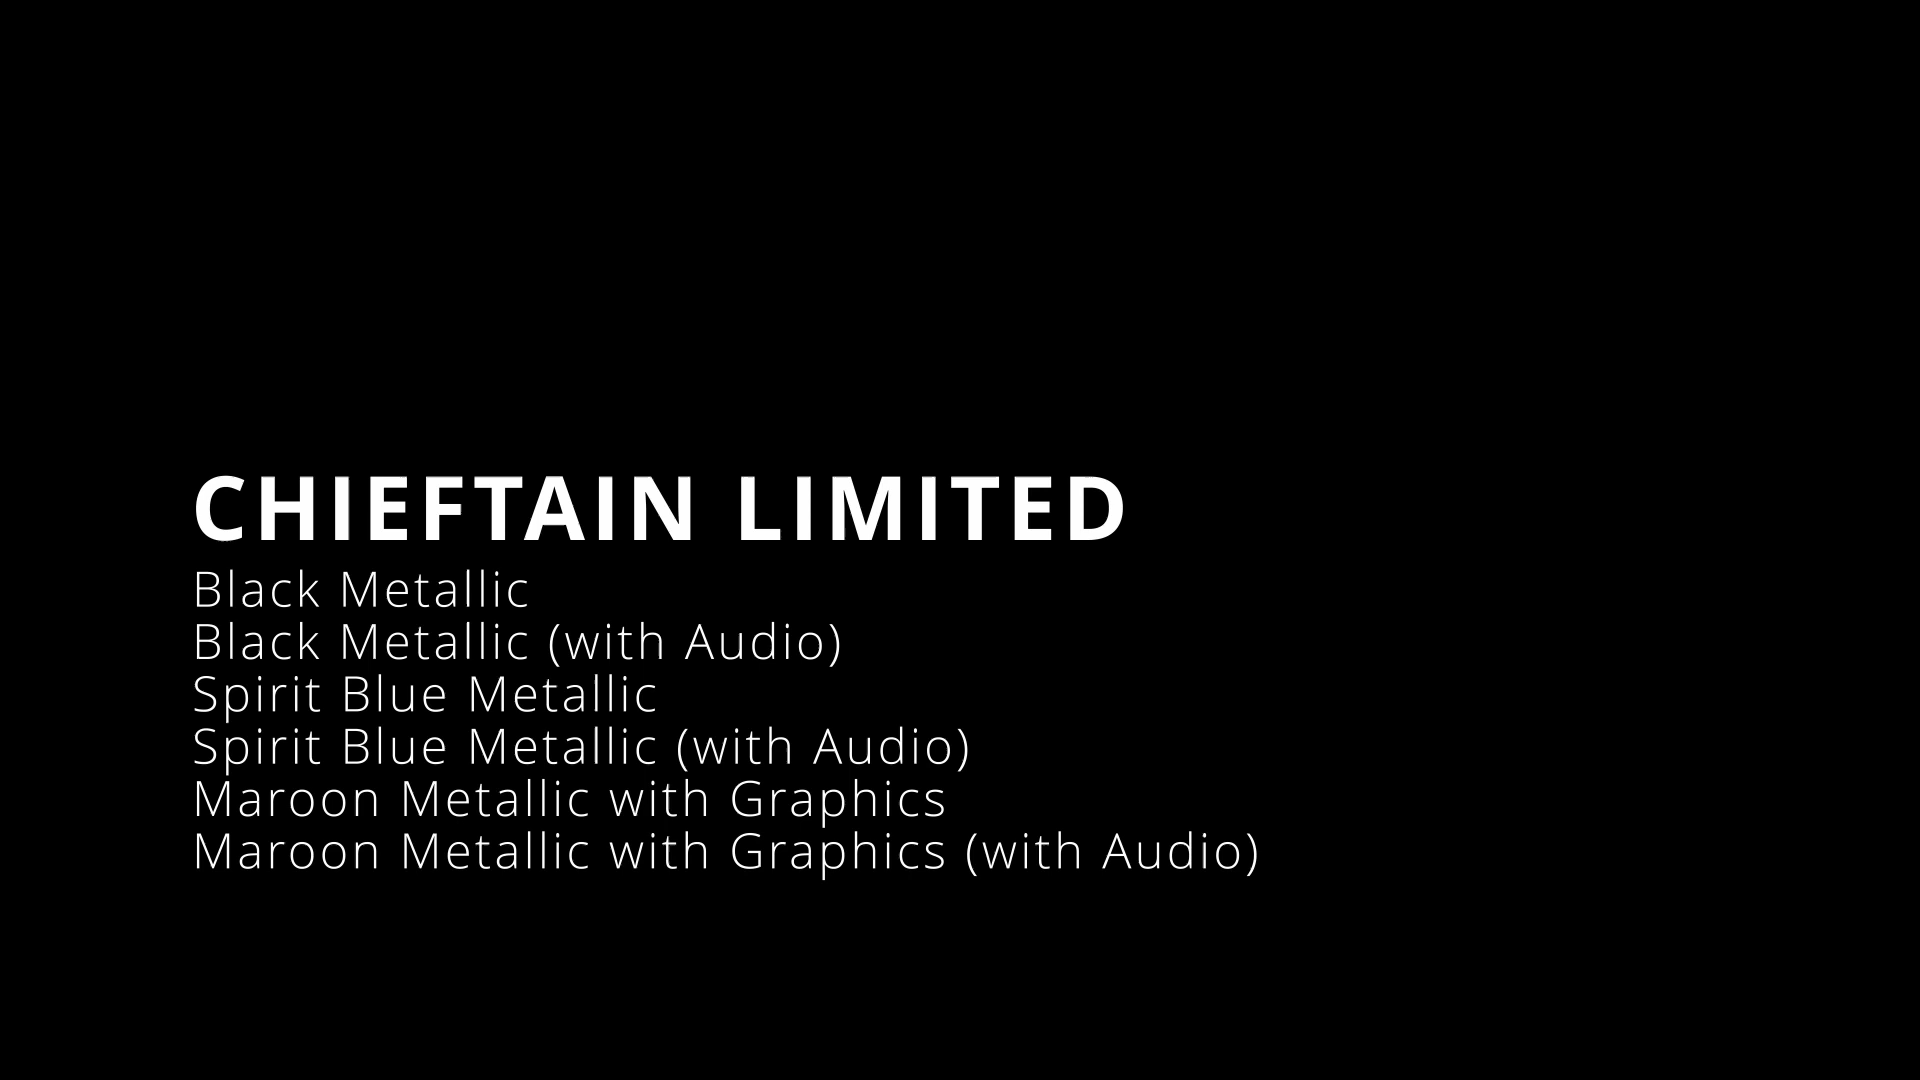 CHIEFTAIN LIMITED
Black Metallic
Black Metallic (with Audio)
Spirit Blue Metallic
Spirit Blue Metallic (with Audio)
Maroon Metallic with Graphics
Maroon Metallic with Graphics (with Audio)